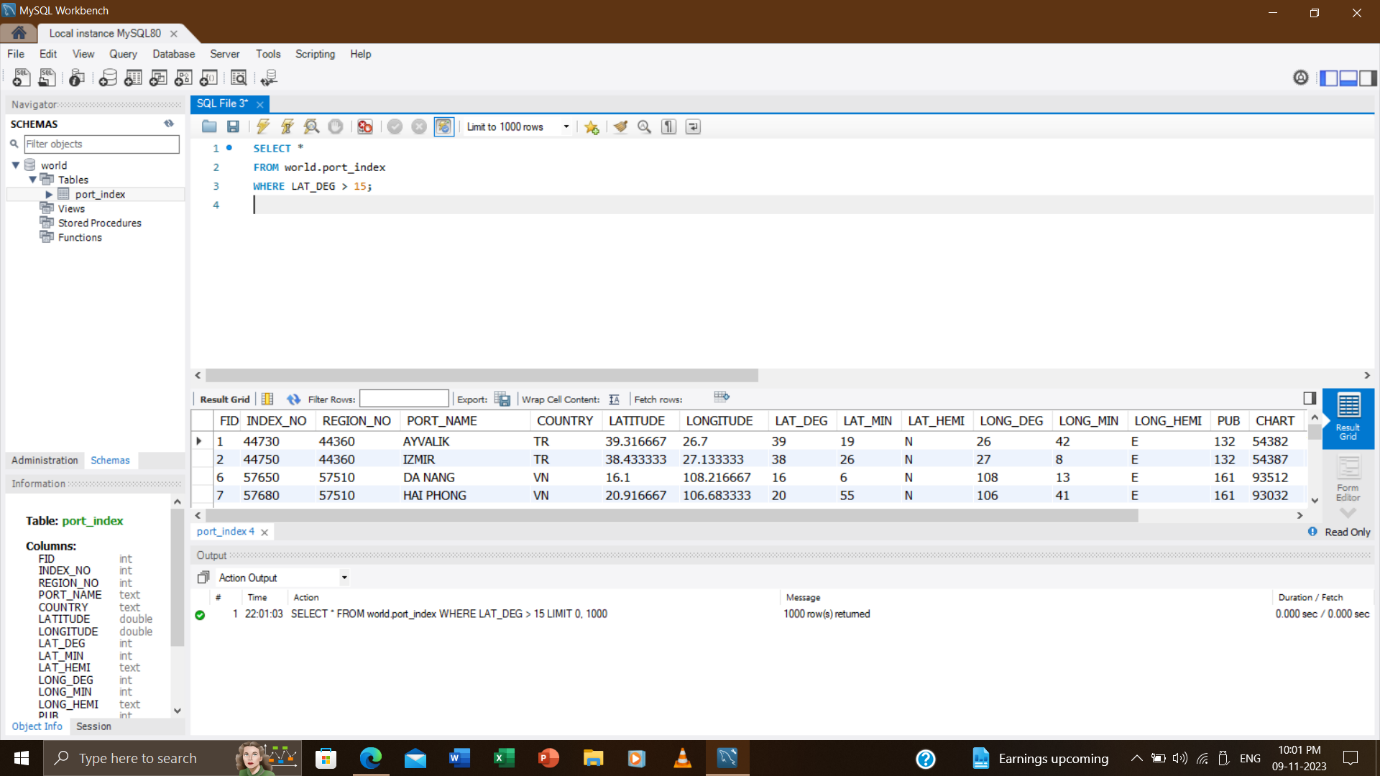 MySQL Workbench
Local instance MySQL80
File Edit View Query Database Server Tools Scripting Help
Navigator
SCHEMAS
Filter objects
world
Tables
port_index
Views
Stored Procedures
Functions
Administration Schemas
Information
Table: port_index
Columns:
FID int
INDEX_NO int
REGION_NO int
PORT_NAME text
COUNTRY text
LATITUDE double
LONGITUDE double
LAT_DEG int
LAT_MIN int
LAT_HEMI text
LONG_DEG int
LONG_MIN int
LONG_HEMI text
PUB int
Object Info Session
SQL File 3*
Limit to 1000 rows
1 SELECT *
2 FROM world.port_index
3 WHERE LAT_DEG > 15;
4
Result Grid Filter Rows: Export: Wrap Cell Content: Fetch rows:
FID INDEX_NO REGION_NO PORT_NAME COUNTRY LATITUDE LONGITUDE LAT_DEG LAT_MIN LAT_HEMI LONG_DEG LONG_MIN LONG_HEMI PUB CHART
1 44730 44360 AYVALIK TR 39.316667 26.7 39 19 N 26 42 E 132 54382
2 44750 44360 IZMIR TR 38.433333 27.133333 38 26 N 27 8 E 132 54387
6 57650 57510 DA NANG VN 16.1 108.216667 16 6 N 108 13 E 161 93512
7 57680 57510 HAI PHONG VN 20.916667 106.683333 20 55 N 106 41 E 161 93032
Result
Grid
Form
Editor
port_index 4
Read Only
Output
Action Output
# Time Action Message Duration / Fetch
1 22:01:03 SELECT * FROM world.port_index WHERE LAT_DEG > 15 LIMIT 0, 1000 1000 row(s) returned 0.000 sec / 0.000 sec
Type here to search
Earnings upcoming
ENG
10:01 PM
09-11-2023